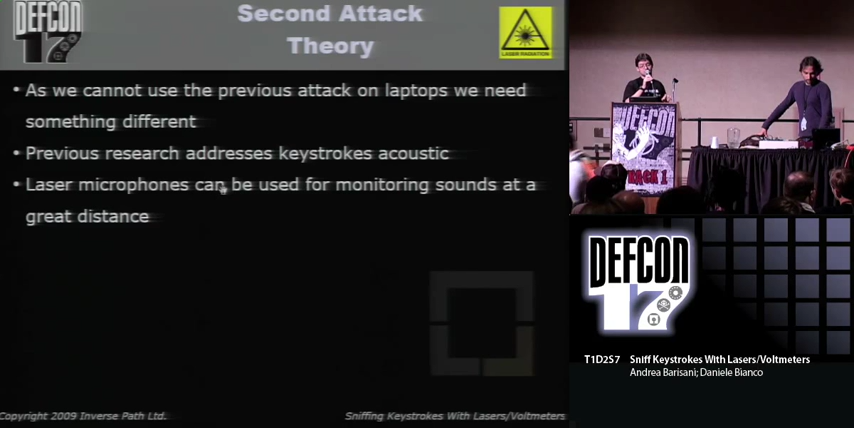 DEFCON
17
Second Attack
Theory
LASER RADIATION
• As we cannot use the previous attack on laptops we need
something different
• Previous research addresses keystrokes acoustic
• Laser microphones can be used for monitoring sounds at a
great distance
Copyright 2009 Inverse Path Ltd.
Sniffing Keystrokes With Lasers/Voltmeters
DEFCON
TRACK 1
DEFCON
17
T1D2S7 Sniff Keystrokes With Lasers/Voltmeters
Andrea Barisani; Daniele Bianco